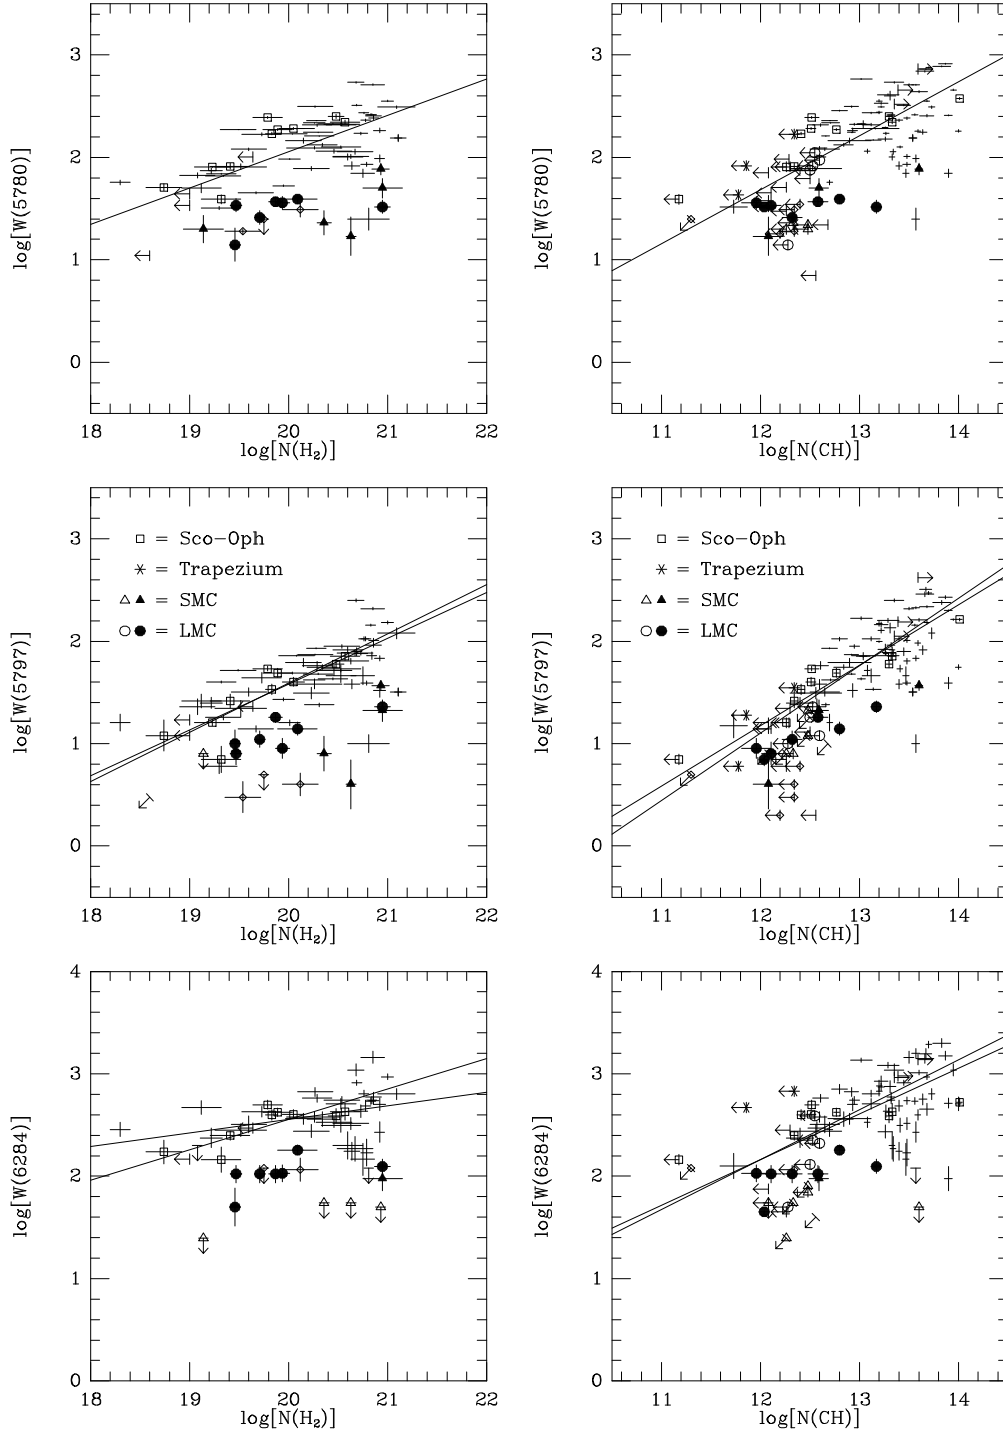 3
2
1
0
log[W(5780)]
18 19 20 21 22
log[N(H₂)]
3
2
1
0
log[W(5780)]
11 12 13 14
log[N(CH)]
3
2
1
0
log[W(5797)]
□ = Sco-Oph
✳ = Trapezium
△ ▲ = SMC
○ ● = LMC
18 19 20 21 22
log[N(H₂)]
3
2
1
0
log[W(5797)]
□ = Sco-Oph
✳ = Trapezium
△ ▲ = SMC
○ ● = LMC
11 12 13 14
log[N(CH)]
4
3
2
1
0
log[W(6284)]
18 19 20 21 22
log[N(H₂)]
4
3
2
1
0
log[W(6284)]
11 12 13 14
log[N(CH)]